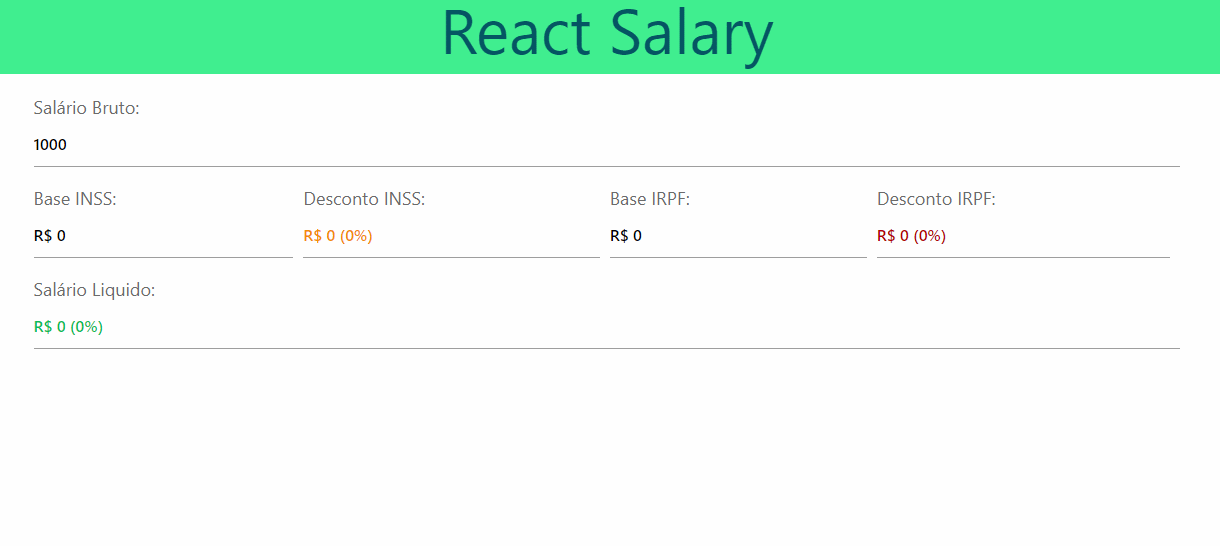 React Salary
Salário Bruto:
1000
Base INSS: Desconto INSS: Base IRPF: Desconto IRPF:
R$ 0 R$ 0 (0%) R$ 0 R$ 0 (0%)
Salário Liquido:
R$ 0 (0%)